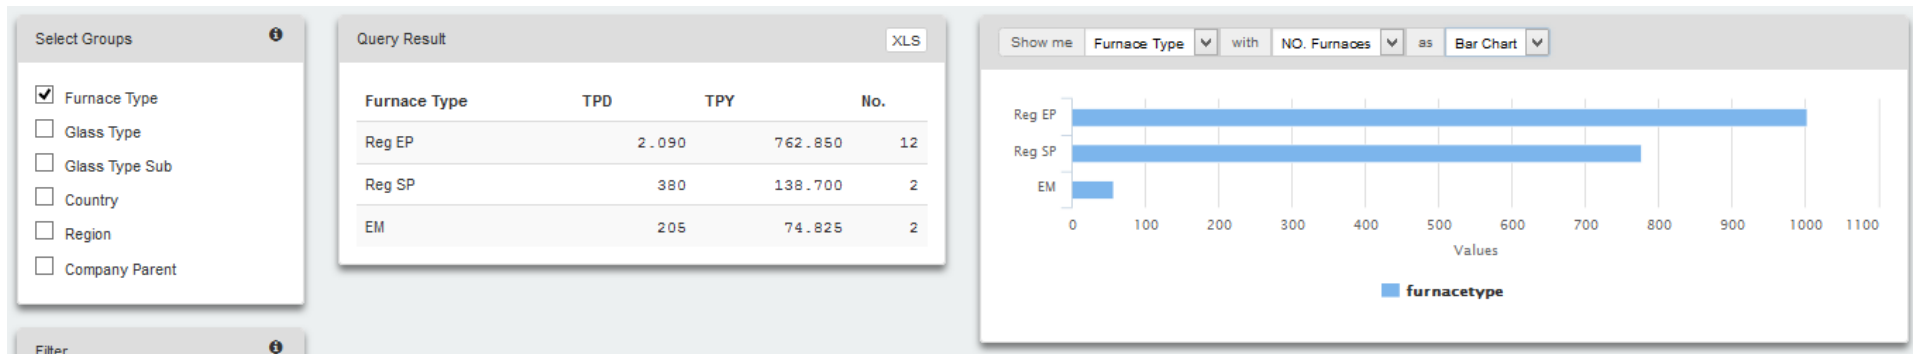 Select Groups
Furnace Type
Glass Type
Glass Type Sub
Country
Region
Company Parent
Filter
Query Result XLS
Furnace Type TPD TPY No.
Reg EP 2.090 762.850 12
Reg SP 380 138.700 2
EM 205 74.825 2
Show me Furnace Type with NO. Furnaces as Bar Chart
Reg EP
Reg SP
EM
0 100 200 300 400 500 600 700 800 900 1000 1100
Values
furnacetype